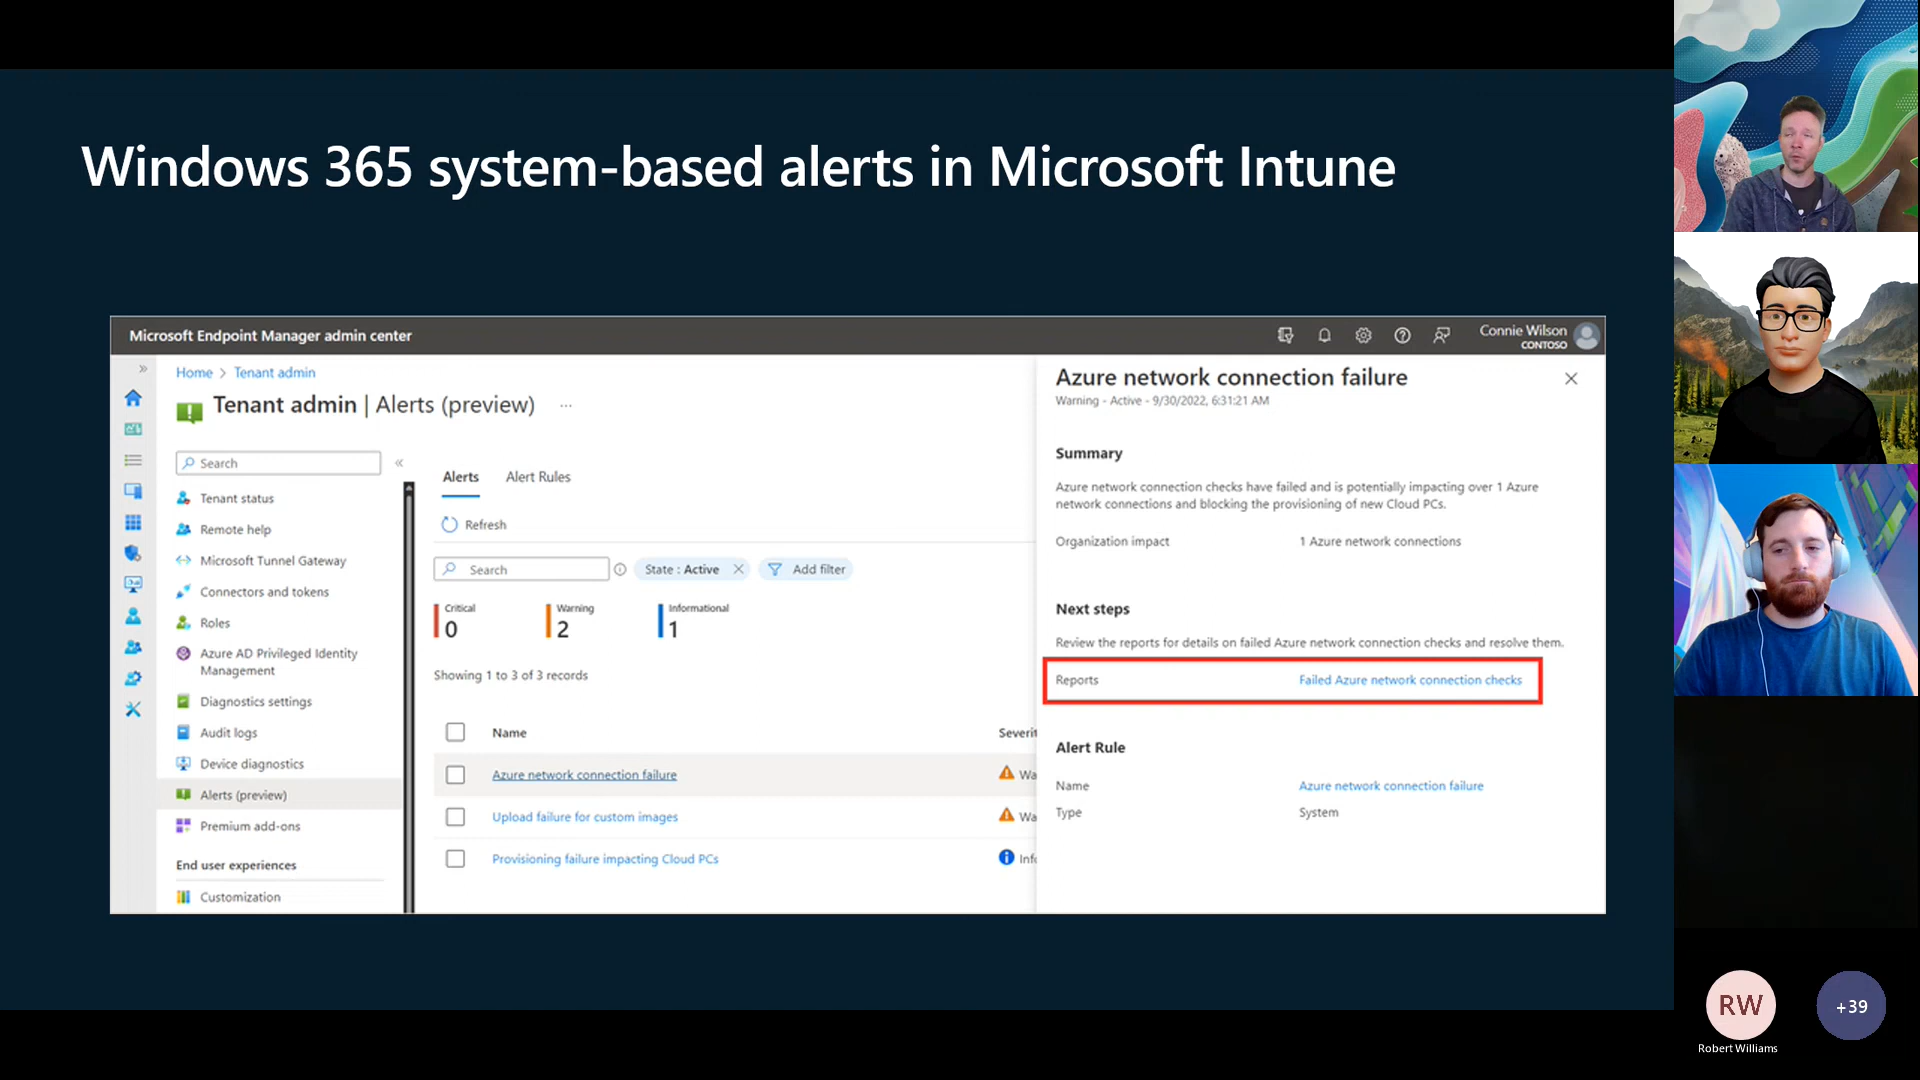 Windows 365 system-based alerts in Microsoft Intune
Microsoft Endpoint Manager admin center
Connie Wilson
CONTOSO
Home > Tenant admin
Tenant admin | Alerts (preview) ...
Search
Tenant status
Remote help
Microsoft Tunnel Gateway
Connectors and tokens
Roles
Azure AD Privileged Identity
Management
Diagnostics settings
Audit logs
Device diagnostics
Alerts (preview)
Premium add-ons
End user experiences
Customization
Alerts Alert Rules
Refresh
Search
State : Active
Add filter
Critical Warning Informational
0 2 1
Showing 1 to 3 of 3 records
Name Severit
Azure network connection failure Wa
Upload failure for custom images Wa
Provisioning failure impacting Cloud PCs Info
Azure network connection failure
Warning - Active - 9/30/2022, 6:31:21 AM
Summary
Azure network connection checks have failed and is potentially impacting over 1 Azure
network connections and blocking the provisioning of new Cloud PCs.
Organization impact 1 Azure network connections
Next steps
Review the reports for details on failed Azure network connection checks and resolve them.
Reports Failed Azure network connection checks
Alert Rule
Name Azure network connection failure
Type System
RW
+39
Robert Williams